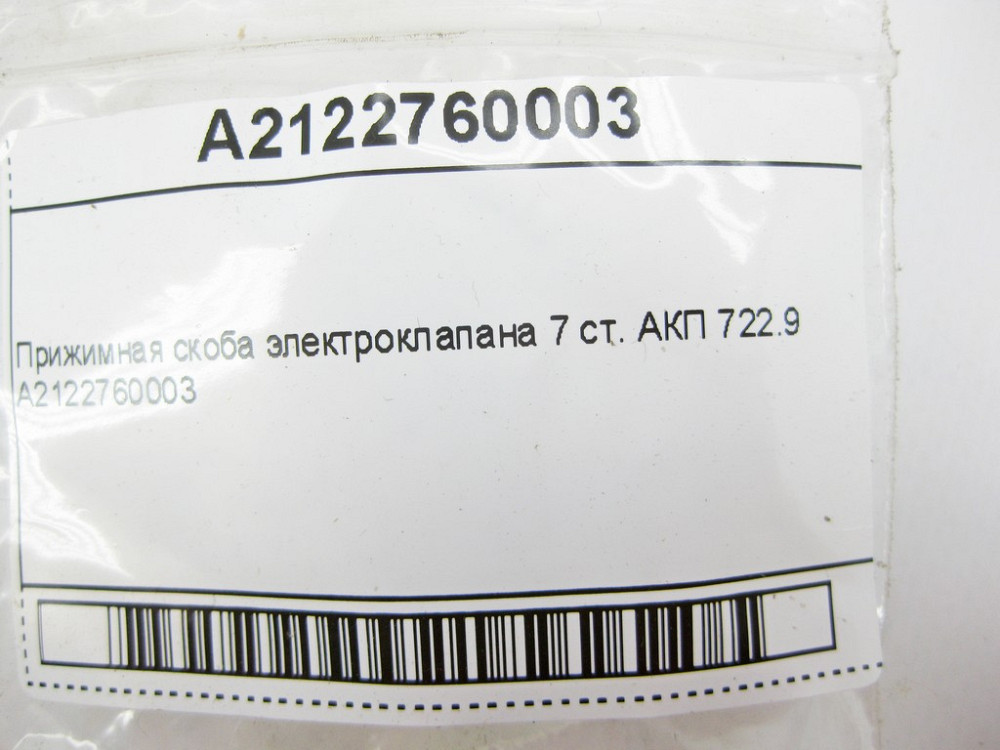 A2122760003
Прижимная скоба электроклапана 7 ст. АКП 722.9
A2122760003